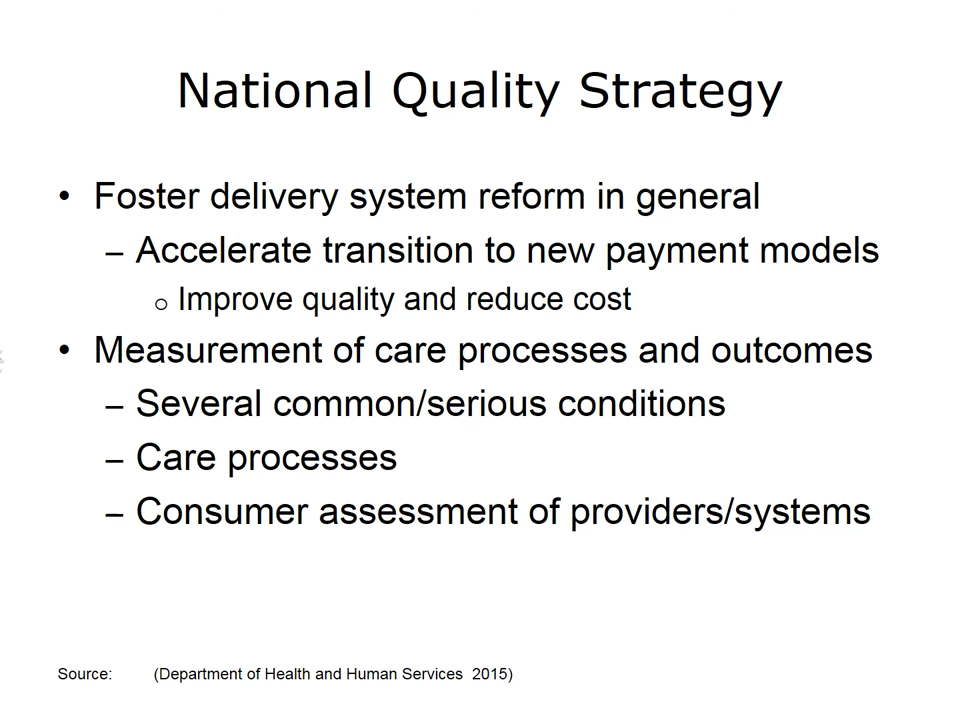 National Quality Strategy
• Foster delivery system reform in general
– Accelerate transition to new payment models
o Improve quality and reduce cost
• Measurement of care processes and outcomes
– Several common/serious conditions
– Care processes
– Consumer assessment of providers/systems
Source: (Department of Health and Human Services 2015)